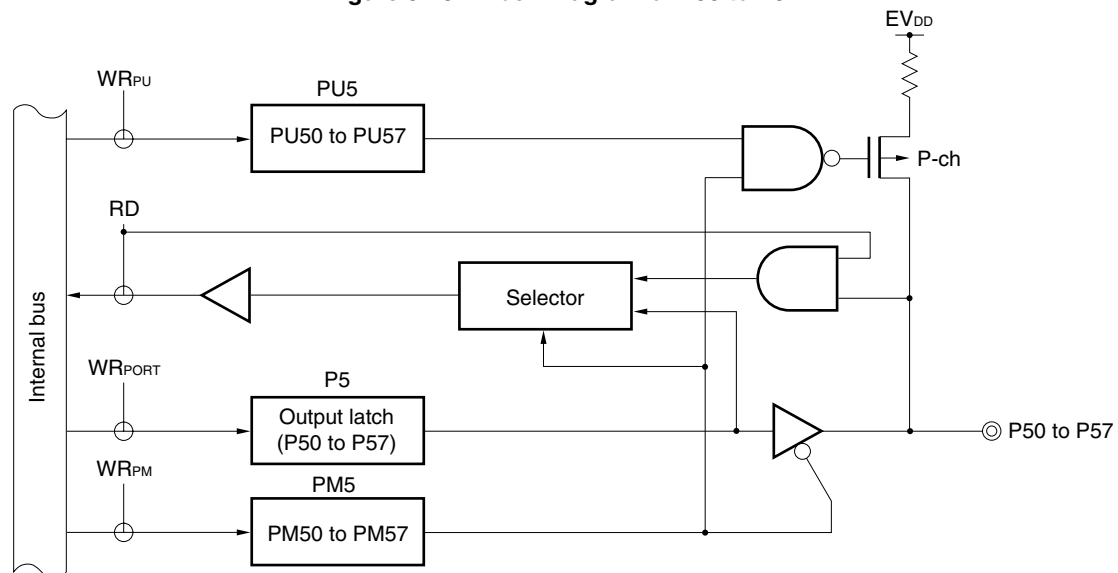 EVDD
WRPU
PU5
PU50 to PU57
P-ch
RD
Selector
Internal bus
WRPORT
P5
Output latch
(P50 to P57)
P50 to P57
WRPM
PM5
PM50 to PM57